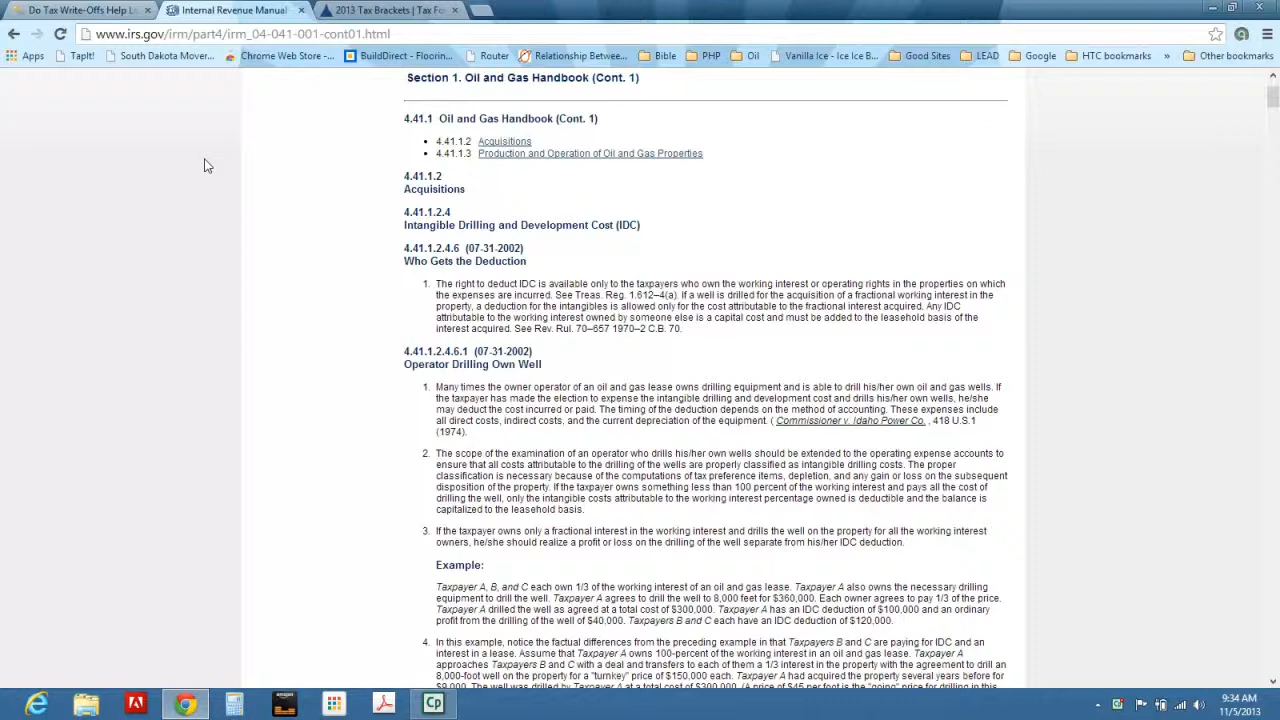 Do Tax Write-Offs Help L
Internal Revenue Manual
2013 Tax Brackets | Tax Fo
www.irs.gov/irm/part4/irm_04-041-001-cont01.html
Apps
TapIt!
South Dakota Mover...
Chrome Web Store -...
BuildDirect - Floorin...
Router
Relationship Betwee...
Bible
PHP
Oil
Vanilla Ice - Ice Ice B...
Good Sites
LEAD
Google
HTC bookmarks
»
Other bookmarks
Section 1. Oil and Gas Handbook (Cont. 1)
4.41.1 Oil and Gas Handbook (Cont. 1)
• 4.41.1.2 Acquisitions
• 4.41.1.3 Production and Operation of Oil and Gas Properties
4.41.1.2
Acquisitions
4.41.1.2.4
Intangible Drilling and Development Cost (IDC)
4.41.1.2.4.6 (07-31-2002)
Who Gets the Deduction
1. The right to deduct IDC is available only to the taxpayers who own the working interest or operating rights in the properties on which
the expenses are incurred. See Treas. Reg. 1.612–4(a). If a well is drilled for the acquisition of a fractional working interest in the
property, a deduction for the intangibles is allowed only for the cost attributable to the fractional interest acquired. Any IDC
attributable to the working interest owned by someone else is a capital cost and must be added to the leasehold basis of the
interest acquired. See Rev. Rul. 70–657 1970–2 C.B. 70.
4.41.1.2.4.6.1 (07-31-2002)
Operator Drilling Own Well
1. Many times the owner operator of an oil and gas lease owns drilling equipment and is able to drill his/her own oil and gas wells. If
the taxpayer has made the election to expense the intangible drilling and development cost and drills his/her own wells, he/she
may deduct the cost incurred or paid. The timing of the deduction depends on the method of accounting. These expenses include
all direct costs, indirect costs, and the current depreciation of the equipment. ( Commissioner v. Idaho Power Co. , 418 U.S.1
(1974).
2. The scope of the examination of an operator who drills his/her own wells should be extended to the operating expense accounts to
ensure that all costs attributable to the drilling of the wells are properly classified as intangible drilling costs. The proper
classification is necessary because of the computations of tax preference items, depletion, and any gain or loss on the subsequent
disposition of the property. If the taxpayer owns something less than 100 percent of the working interest and pays all the cost of
drilling the well, only the intangible costs attributable to the working interest percentage owned is deductible and the balance is
capitalized to the leasehold basis.
3. If the taxpayer owns only a fractional interest in the working interest and drills the well on the property for all the working interest
owners, he/she should realize a profit or loss on the drilling of the well separate from his/her IDC deduction.
Example:
Taxpayer A, B, and C each own 1/3 of the working interest of an oil and gas lease. Taxpayer A also owns the necessary drilling
equipment to drill the well. Taxpayer A agrees to drill the well to 8,000 feet for $360,000. Each owner agrees to pay 1/3 of the price.
Taxpayer A drilled the well as agreed at a total cost of $300,000. Taxpayer A has an IDC deduction of $100,000 and an ordinary
profit from the drilling of the well of $40,000. Taxpayers B and C each have an IDC deduction of $120,000.
4. In this example, notice the factual differences from the preceding example in that Taxpayers B and C are paying for IDC and an
interest in a lease. Assume that Taxpayer A owns 100-percent of the working interest in an oil and gas lease. Taxpayer A
approaches Taxpayers B and C with a deal and transfers to each of them a 1/3 interest in the property with the agreement to drill an
8,000-foot well on the property for a "turnkey" price of $150,000 each. Taxpayer A had acquired the property several years before for
$9,000. The well was drilled by Taxpayer A at a total cost of $300,000. (A price of $45 per foot is the "going" price for drilling in this
Cp
9:34 AM
11/5/2013